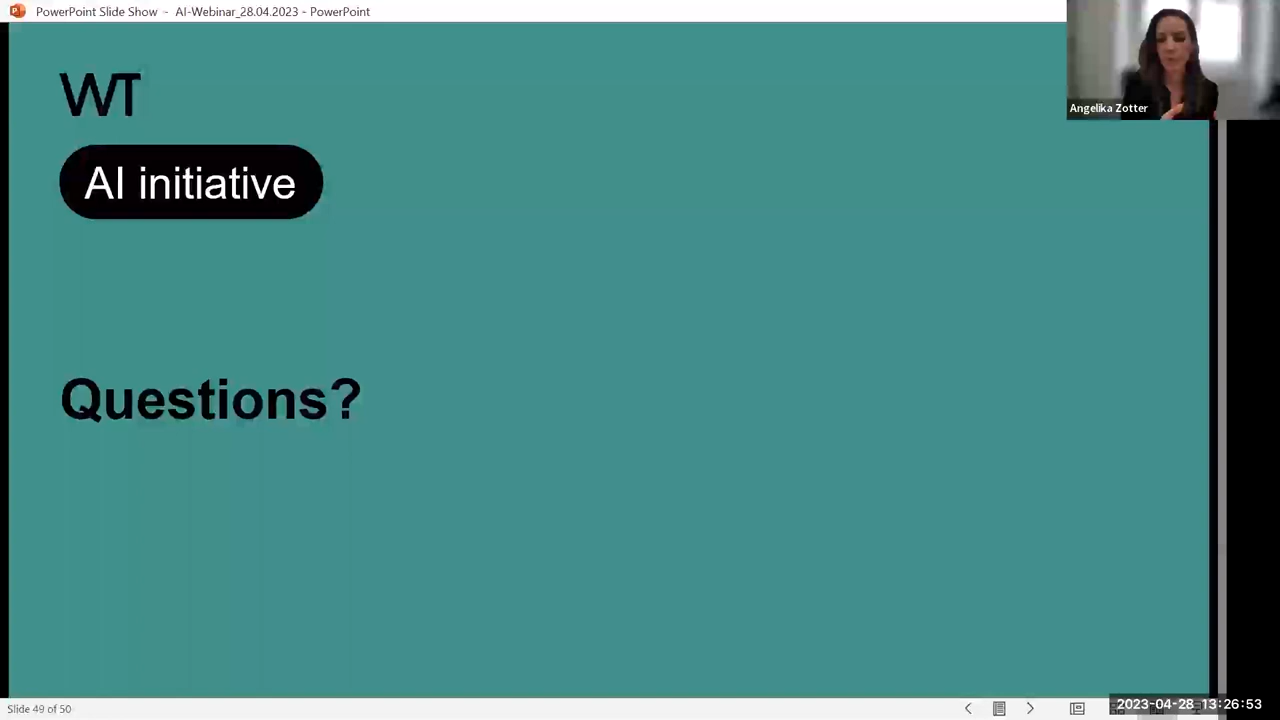 PowerPoint Slide Show - AI-Webinar_28.04.2023 - PowerPoint
Angelika Zotter
WT
AI initiative
Questions?
Slide 49 of 50
2023-04-28 13:26:53